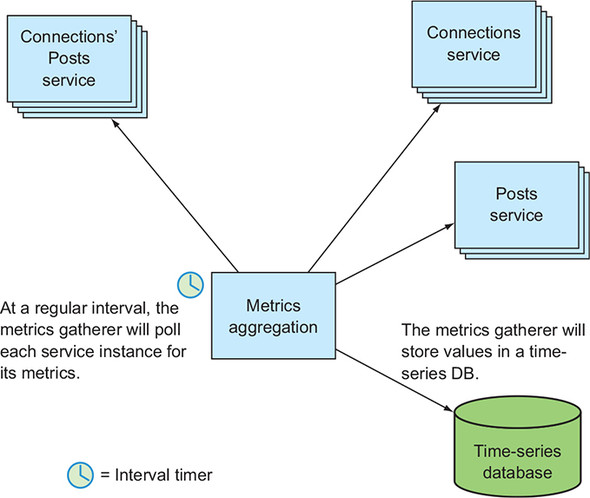 Connections'
Posts
service
Connections
service
Posts
service
Metrics
aggregation
At a regular interval, the
metrics gatherer will poll
each service instance for
its metrics.
The metrics gatherer will
store values in a time-
series DB.
Time-series
database
= Interval timer